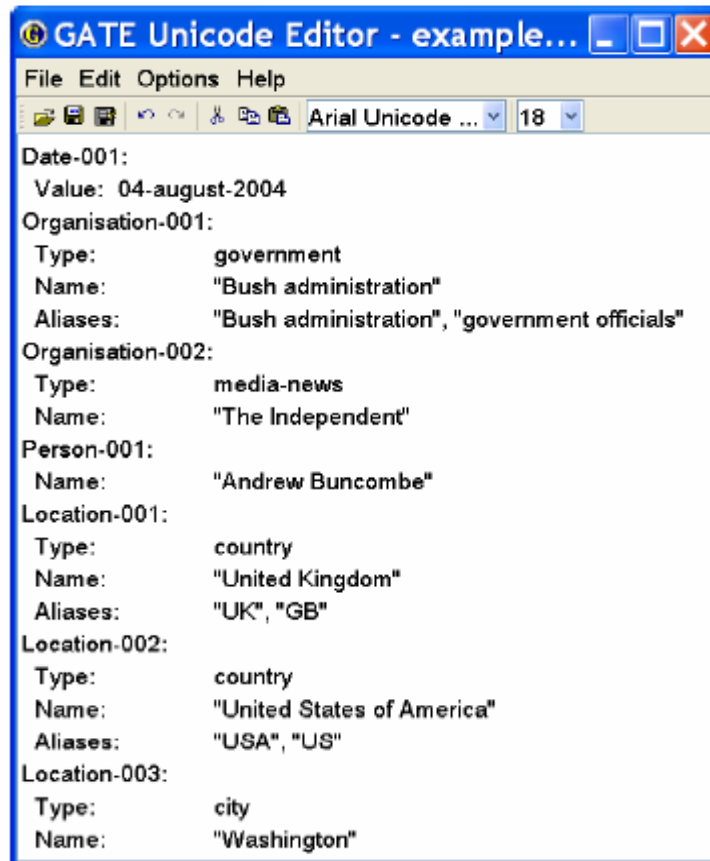 GATE Unicode Editor - example...
File Edit Options Help
Arial Unicode ... 18
Date-001:
Value: 04-august-2004
Organisation-001:
Type: government
Name: "Bush administration"
Aliases: "Bush administration", "government officials"
Organisation-002:
Type: media-news
Name: "The Independent"
Person-001:
Name: "Andrew Buncombe"
Location-001:
Type: country
Name: "United Kingdom"
Aliases: "UK", "GB"
Location-002:
Type: country
Name: "United States of America"
Aliases: "USA", "US"
Location-003:
Type: city
Name: "Washington"